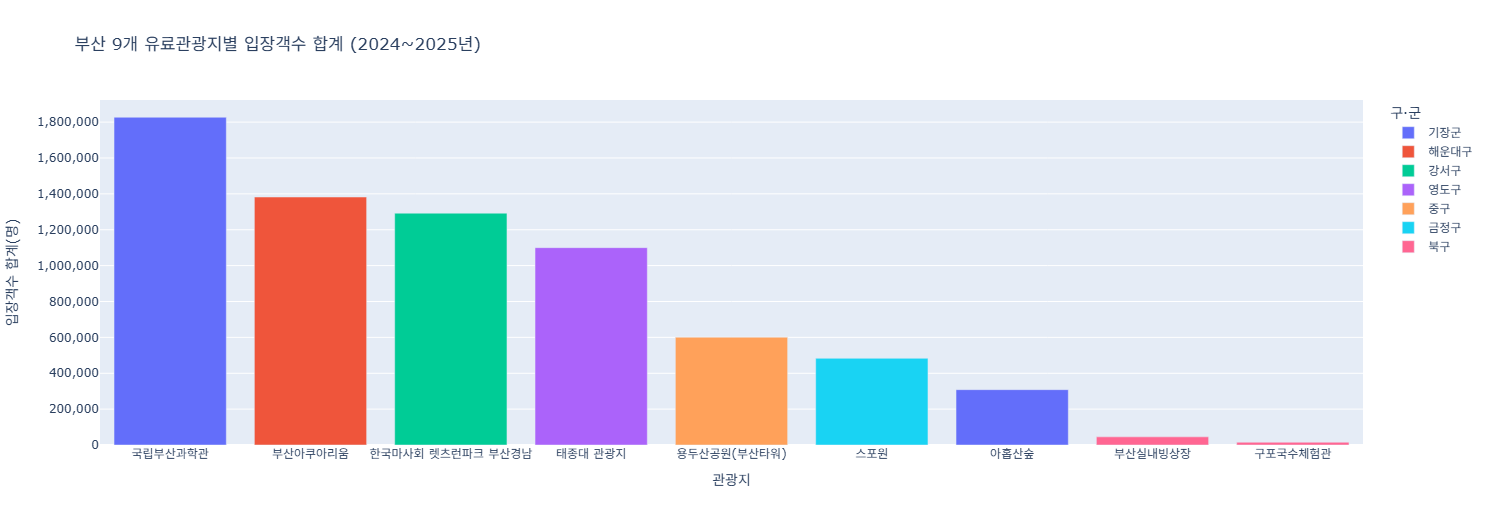 부산 9개 유료관광지별 입장객수 합계 (2024~2025년)
입장객수 합계(명)
1,800,000
1,600,000
1,400,000
1,200,000
1,000,000
800,000
600,000
400,000
200,000
0
국립부산과학관
부산아쿠아리움
한국마사회 렛츠런파크 부산경남
태종대 관광지
용두산공원(부산타워)
스포원
아홉산숲
부산실내빙상장
구포국수체험관
관광지
구·군
기장군
해운대구
강서구
영도구
중구
금정구
북구